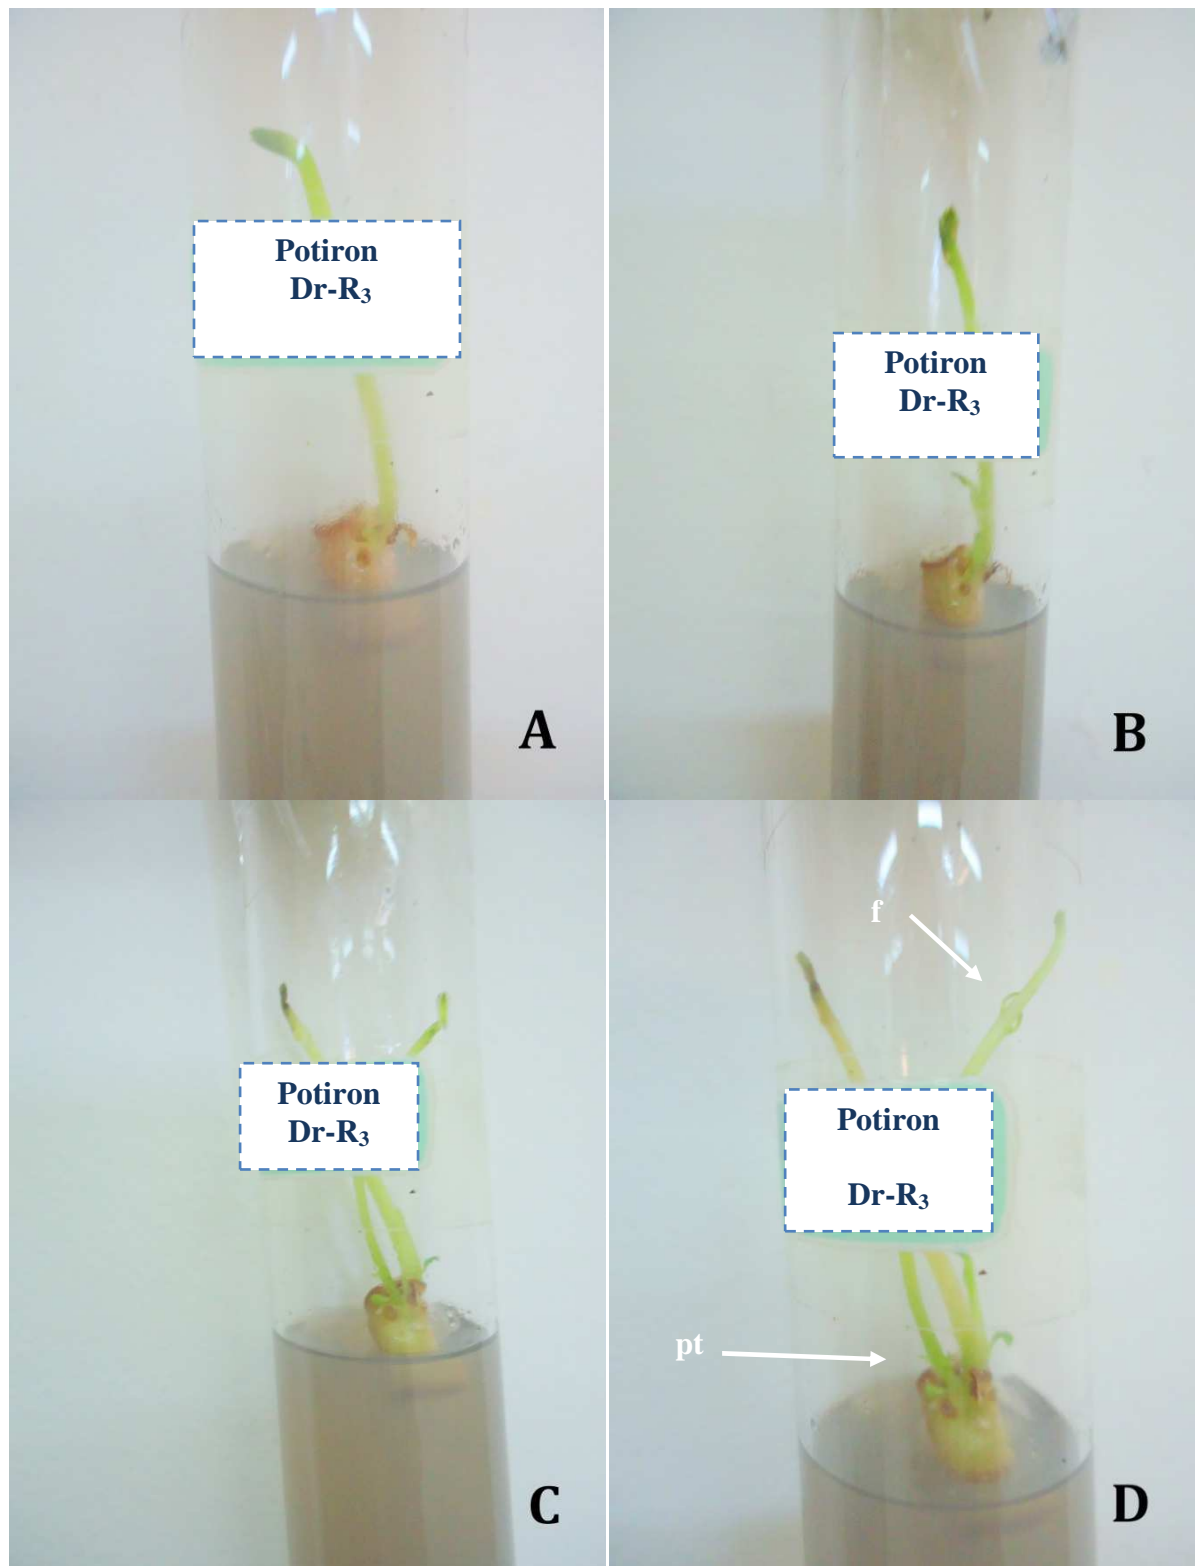 Potiron
Dr-R₃
A
Potiron
Dr-R₃
B
Potiron
Dr-R₃
C
f
Potiron
Dr-R₃
pt
D